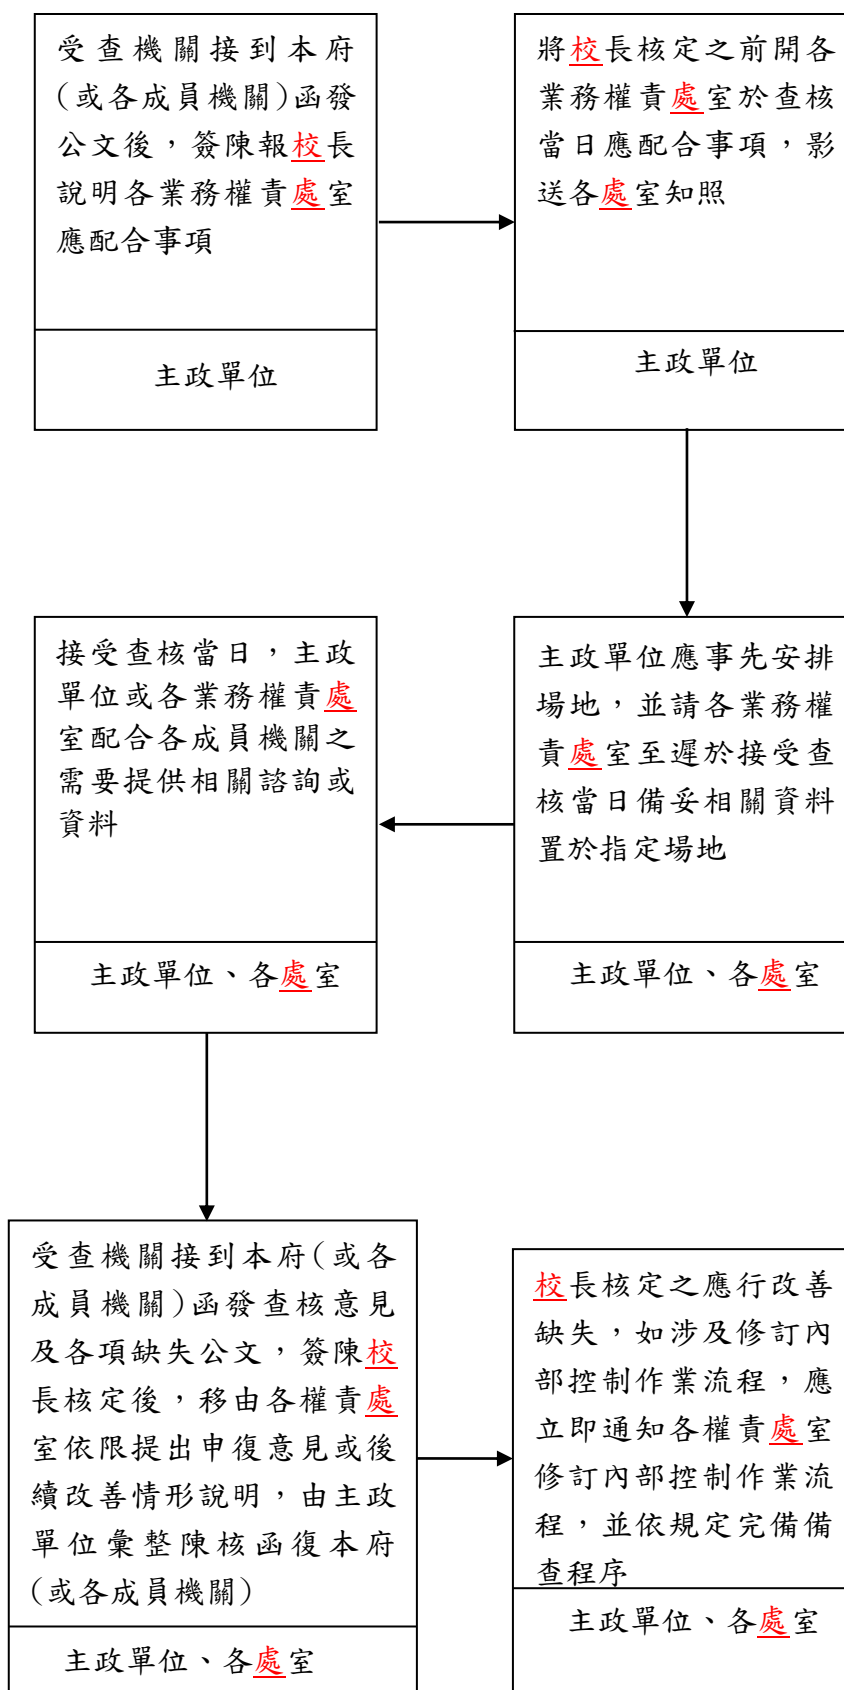 受查機關接到本府
(或各成員機關)函發
公文後，簽陳報校長
說明各業務權責處室
應配合事項
主政單位
將校長核定之前開各
業務權責處室於查核
當日應配合事項，影
送各處室知照
主政單位
主政單位應事先安排
場地，並請各業務權
責處室至遲於接受查
核當日備妥相關資料
置於指定場地
主政單位、各處室
接受查核當日，主政
單位或各業務權責處
室配合各成員機關之
需要提供相關諮詢或
資料
主政單位、各處室
受查機關接到本府(或各
成員機關)函發查核意見
及各項缺失公文，簽陳校
長核定後，移由各權責處
室依限提出申復意見或後
續改善情形說明，由主政
單位彙整陳核函復本府
(或各成員機關)
主政單位、各處室
校長核定之應行改善
缺失，如涉及修訂內
部控制作業流程，應
立即通知各權責處室
修訂內部控制作業流
程，並依規定完備備
查程序
主政單位、各處室